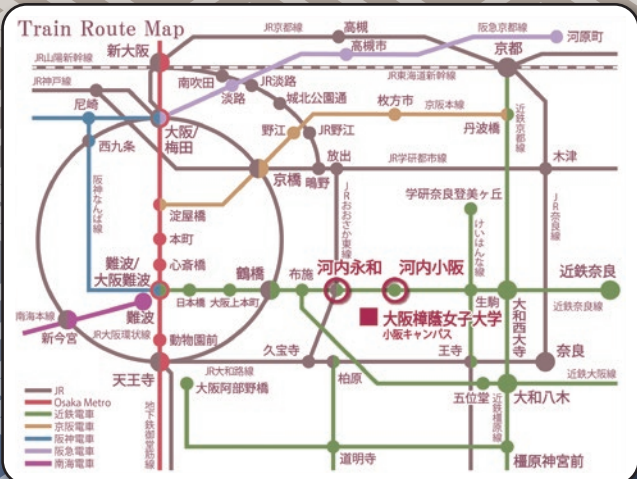 Train Route Map
JR京都線
高槻
阪急京都線
河原町
新大阪
高槻市
京都
JR山陽新幹線
JR東海道新幹線
JR神戸線
南吹田
JR淡路
淡路
城北公園通
尼崎
枚方市
京阪本線
近鉄京都線
大阪/
梅田
野江
JR野江
丹波橋
西九条
放出
JR学研都市線
木津
京橋
鴫野
阪神なんば線
学研奈良登美ヶ丘
JRおおさか東線
けいはんな線
JR奈良線
淀屋橋
本町
心斎橋
難波/
大阪難波
鶴橋
布施
河内永和
河内小阪
近鉄奈良
日本橋
大阪上本町
生駒
大和西大寺
近鉄奈良線
難波
大阪樟蔭女子大学
小阪キャンパス
南海本線
新今宮
JR大阪環状線
動物園前
久宝寺
王寺
奈良
天王寺
JR大和路線
柏原
近鉄大阪線
大阪阿部野橋
五位堂
大和八木
JR
Osaka Metro
近鉄電車
京阪電車
阪神電車
阪急電車
南海電車
地下鉄御堂筋線
近鉄橿原線
道明寺
橿原神宮前